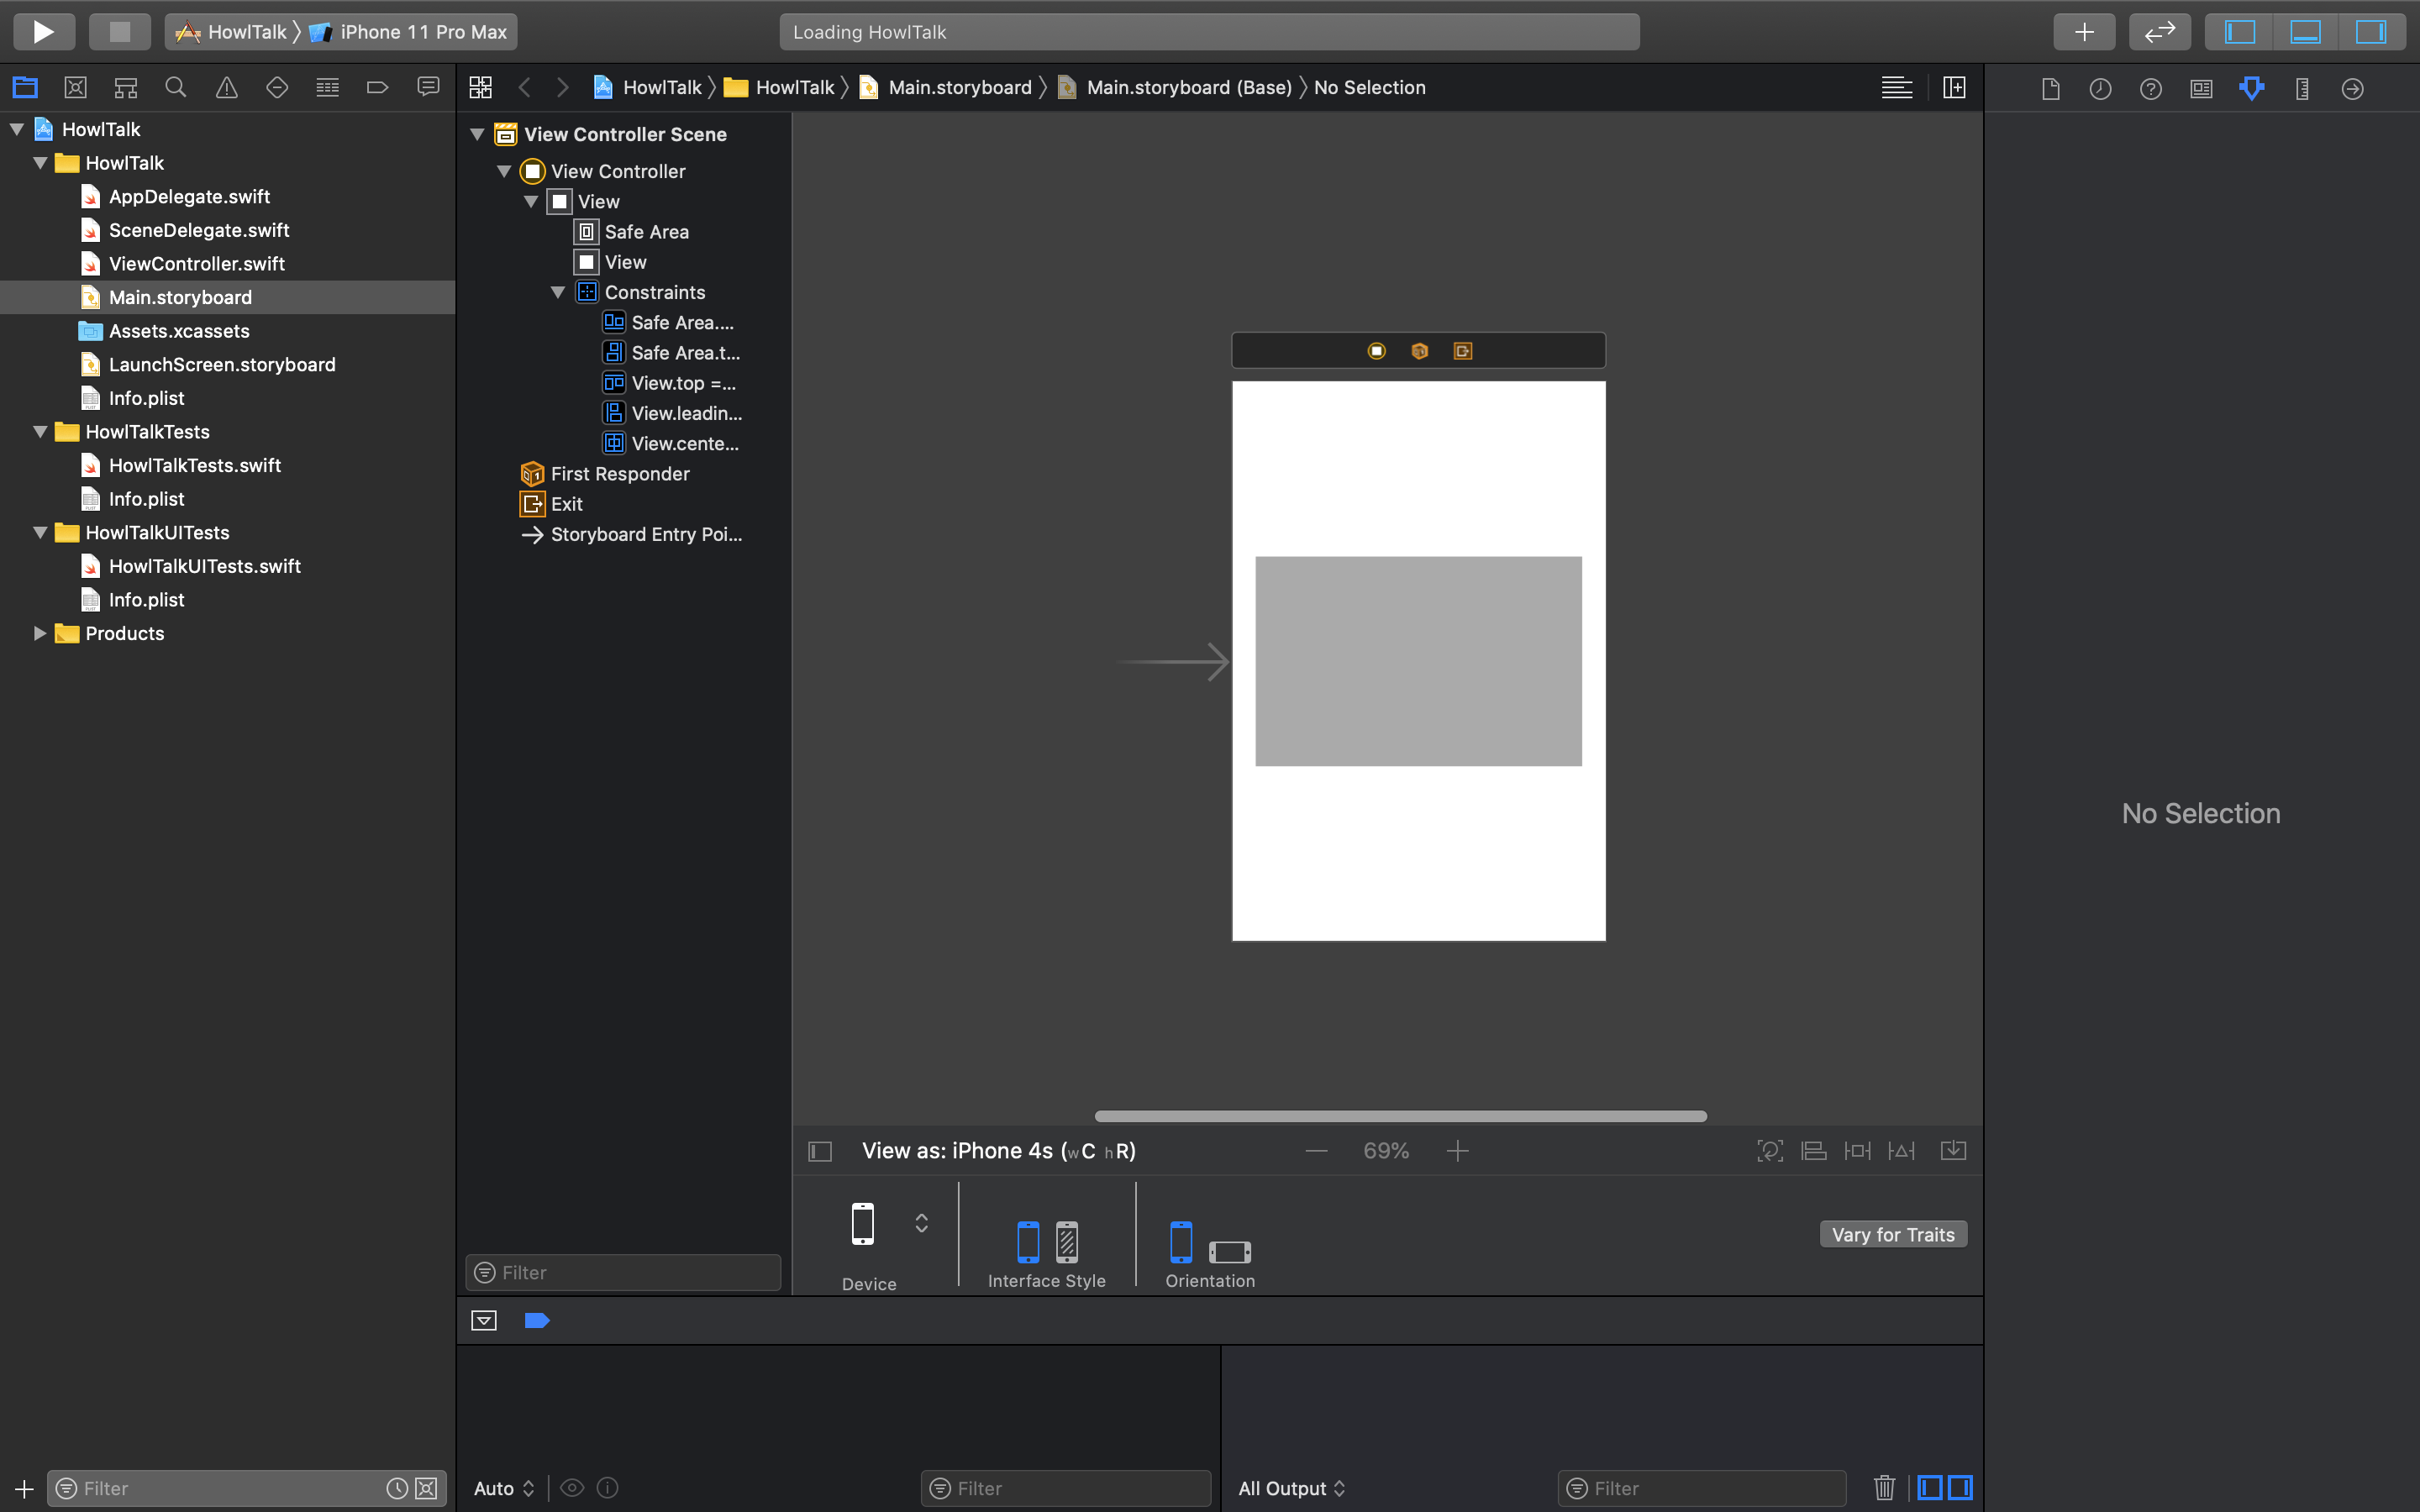 HowlTalk
iPhone 11 Pro Max
Loading HowlTalk
HowlTalk
HowlTalk
Main.storyboard
Main.storyboard (Base)
No Selection
HowlTalk
HowlTalk
AppDelegate.swift
SceneDelegate.swift
ViewController.swift
Main.storyboard
Assets.xcassets
LaunchScreen.storyboard
Info.plist
HowlTalkTests
HowlTalkTests.swift
Info.plist
HowlTalkUITests
HowlTalkUITests.swift
Info.plist
Products
Filter
View Controller Scene
View Controller
View
Safe Area
View
Constraints
Safe Area....
Safe Area.t...
View.top =...
View.leadin...
View.cente...
First Responder
Exit
Storyboard Entry Poi...
Filter
View as: iPhone 4s (wC hR)
69%
Device
Interface Style
Orientation
Vary for Traits
No Selection
Auto
Filter
All Output
Filter